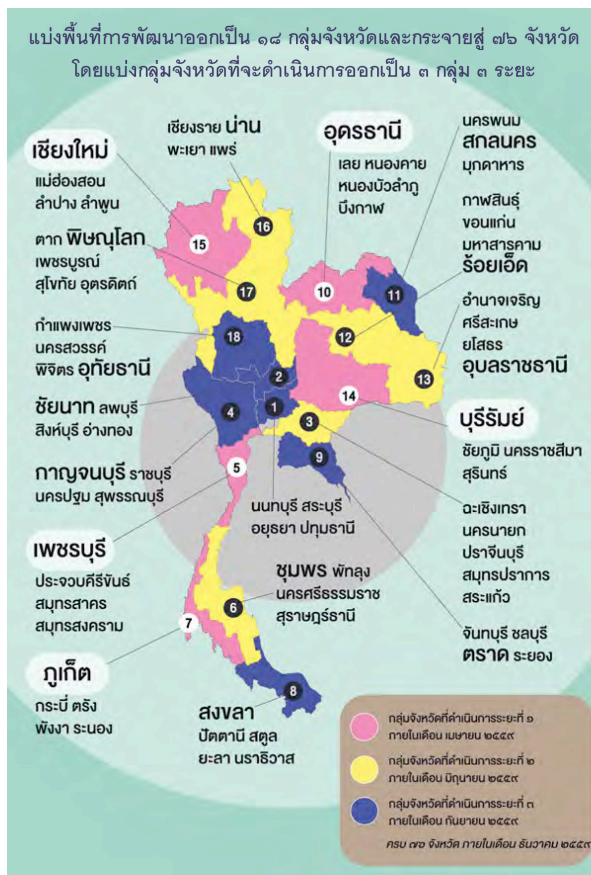 แบ่งพื้นที่การพัฒนาออกเป็น ๑๘ กลุ่มจังหวัดและกระจายสู่ ๗๖ จังหวัด
โดยแบ่งกลุ่มจังหวัดที่จะดำเนินการออกเป็น ๓ กลุ่ม ๓ ระยะ
เชียงใหม่
แม่ฮ่องสอน
ลำปาง ลำพูน
เชียงราย น่าน
พะเยา แพร่
อุดรธานี
เลย หนองคาย
หนองบัวลำภู
บึงกาฬ
นครพนม
สกลนคร
มุกดาหาร
กาฬสินธุ์
ขอนแก่น
มหาสารคาม
ร้อยเอ็ด
ตาก พิษณุโลก
เพชรบูรณ์
สุโขทัย อุตรดิตถ์
อำนาจเจริญ
ศรีสะเกษ
ยโสธร
อุบลราชธานี
กำแพงเพชร
นครสวรรค์
พิจิตร อุทัยธานี
ชัยนาท ลพบุรี
สิงห์บุรี อ่างทอง
บุรีรัมย์
ชัยภูมิ นครราชสีมา
สุรินทร์
กาญจนบุรี ราชบุรี
นครปฐม สุพรรณบุรี
นนทบุรี สระบุรี
อยุธยา ปทุมธานี
ฉะเชิงเทรา
นครนายก
ปราจีนบุรี
สมุทรปราการ
สระแก้ว
เพชรบุรี
ประจวบคีรีขันธ์
สมุทรสาคร
สมุทรสงคราม
ชุมพร พัทลุง
นครศรีธรรมราช
สุราษฎร์ธานี
จันทบุรี ชลบุรี
ตราด ระยอง
ภูเก็ต
กระบี่ ตรัง
พังงา ระนอง
สงขลา
ปัตตานี สตูล
ยะลา นราธิวาส
16
15
17
10
11
18
12
13
2
14
1
4
3
9
5
6
7
8
กลุ่มจังหวัดที่ดำเนินการระยะที่ ๑
ภายในเดือน เมษายน ๒๕๕๙
กลุ่มจังหวัดที่ดำเนินการระยะที่ ๒
ภายในเดือน มิถุนายน ๒๕๕๙
กลุ่มจังหวัดที่ดำเนินการระยะที่ ๓
ภายในเดือน กันยายน ๒๕๕๙
ครบ ๗๖ จังหวัด ภายในเดือน ธันวาคม ๒๕๕๙